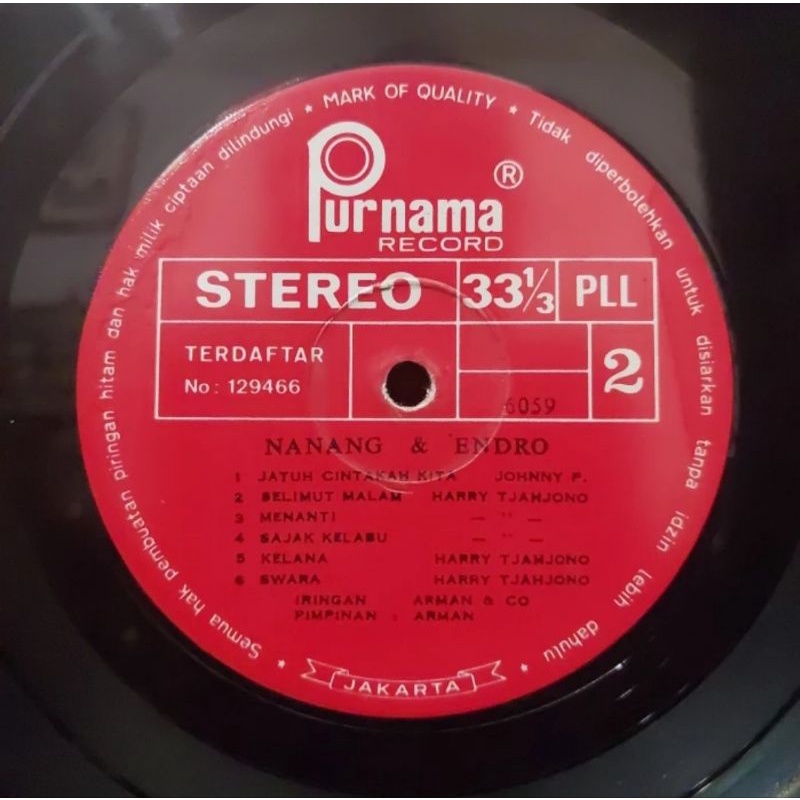 Semua hak pembuatan piringan hitam dan hak milik ciptaan dilindungi * MARK OF QUALITY * Tidak diperbolehkan untuk disiarkan tanpa idzin lebih dahulu *
Purnama ®
RECORD
STEREO 33⅓ PLL
TERDAFTAR
No: 129466
2
6059
NANANG & ENDRO
1 JATUH CINTAKAH KITA JOHNNY P.
2 SELIMUT MALAM HARRY TJAHJONO
3 MENANTI — " —
4 SAJAK KELABU — " —
5 KELANA HARRY TJAHJONO
6 SWARA HARRY TJAHJONO
IRINGAN ARMAN & CO
PIMPINAN : ARMAN
JAKARTA